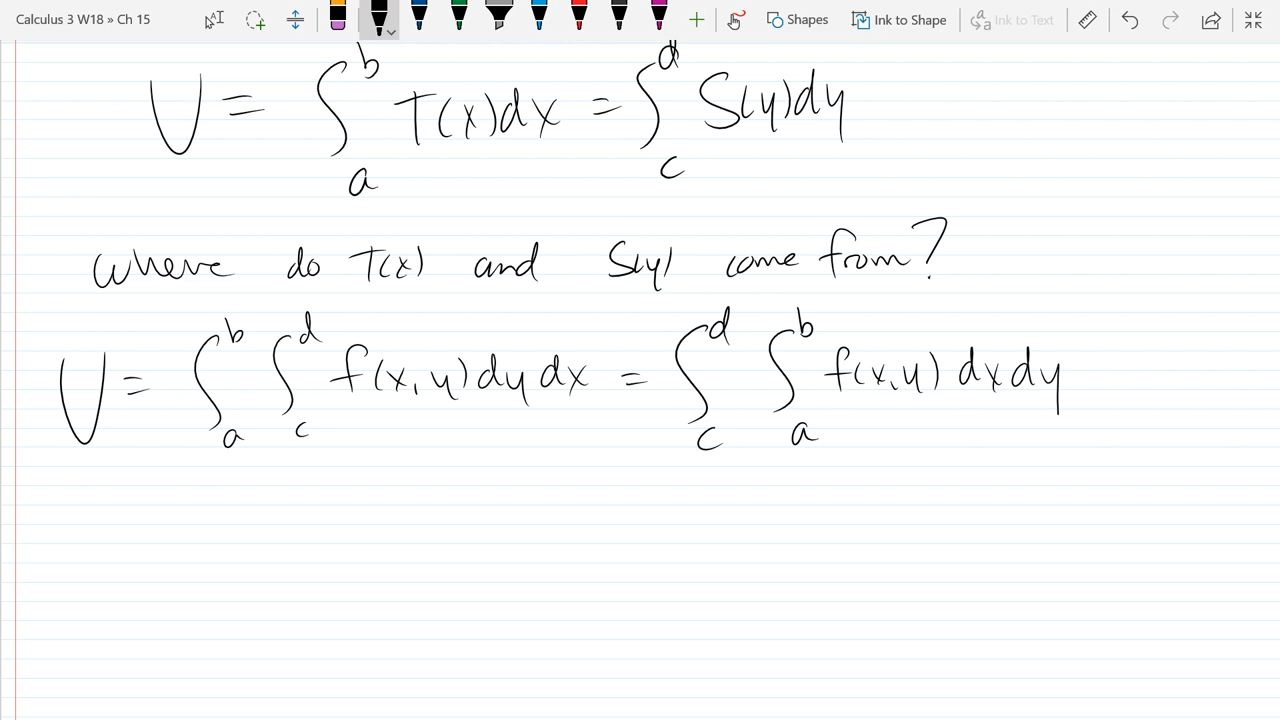 Calculus 3 W18 » Ch 15 Shapes Ink to Shape Ink to Text
V = ∫_a^b T(x)dx = ∫_c^d S(y)dy
where do T(x) and S(y) come from?
V = ∫_a^b ∫_c^d f(x,y)dy dx = ∫_c^d ∫_a^b f(x,y) dx dy